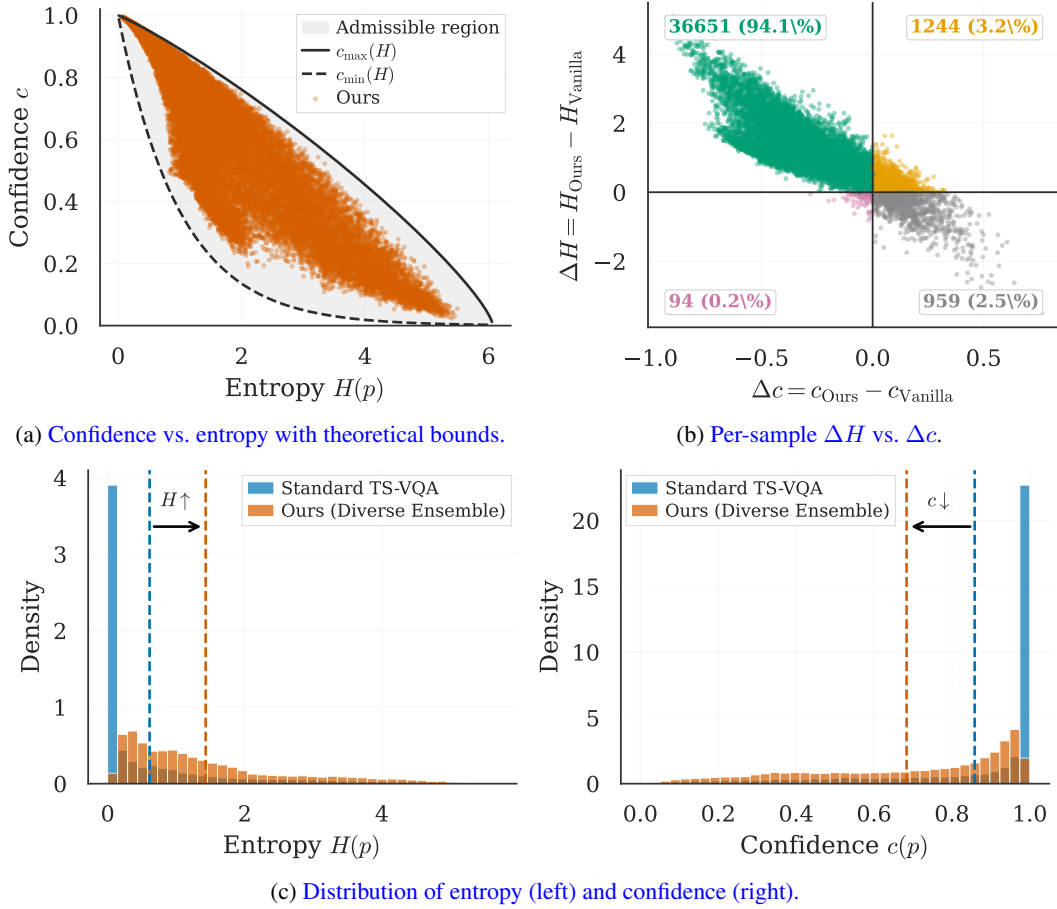 1.0
0.8
0.6
0.4
0.2
0.0
Confidence c
0 2 4 6
Entropy H(p)
Admissible region
c_max(H)
c_min(H)
Ours
(a) Confidence vs. entropy with theoretical bounds.
36651 (94.1\%)
1244 (3.2\%)
94 (0.2\%)
959 (2.5\%)
4
2
0
−2
ΔH = H_Ours − H_Vanilla
−1.0 −0.5 0.0 0.5
Δc = c_Ours − c_Vanilla
(b) Per-sample ΔH vs. Δc.
4
3
2
1
0
Density
H↑
Standard TS-VQA
Ours (Diverse Ensemble)
0 2 4
Entropy H(p)
20
15
10
5
0
Density
Standard TS-VQA
Ours (Diverse Ensemble)
c↓
0.0 0.2 0.4 0.6 0.8 1.0
Confidence c(p)
(c) Distribution of entropy (left) and confidence (right).